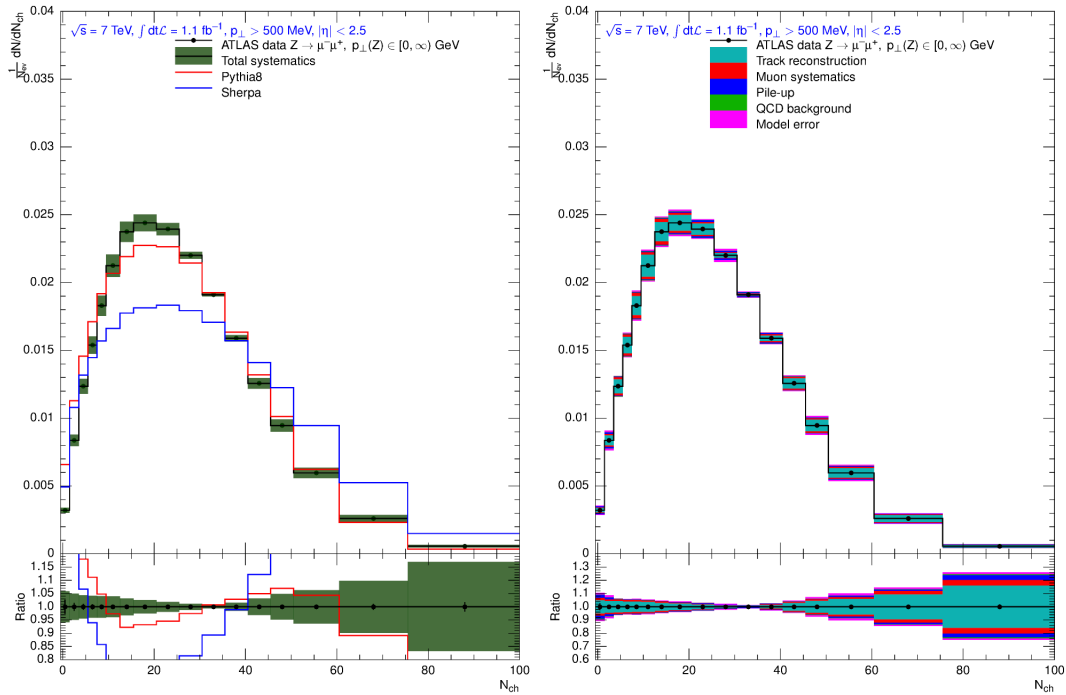 √s = 7 TeV, ∫ dtℒ = 1.1 fb⁻¹, p⊥ > 500 MeV, |η| < 2.5
ATLAS data Z → μ⁻μ⁺, p⊥(Z) ∈ [0, ∞) GeV
Total systematics
Pythia8
Sherpa
1/N_ev dN/dN_ch
0.04
0.035
0.03
0.025
0.02
0.015
0.01
0.005
0
Ratio
1.15
1.1
1.05
1.0
0.95
0.90
0.85
0.8
0 20 40 60 80 100
N_ch
√s = 7 TeV, ∫ dtℒ = 1.1 fb⁻¹, p⊥ > 500 MeV, |η| < 2.5
ATLAS data Z → μ⁻μ⁺, p⊥(Z) ∈ [0, ∞) GeV
Track reconstruction
Muon systematics
Pile-up
QCD background
Model error
1/N_ev dN/dN_ch
0.04
0.035
0.03
0.025
0.02
0.015
0.01
0.005
0
Ratio
1.3
1.2
1.1
1.0
0.9
0.8
0.7
0.6
0 20 40 60 80 100
N_ch